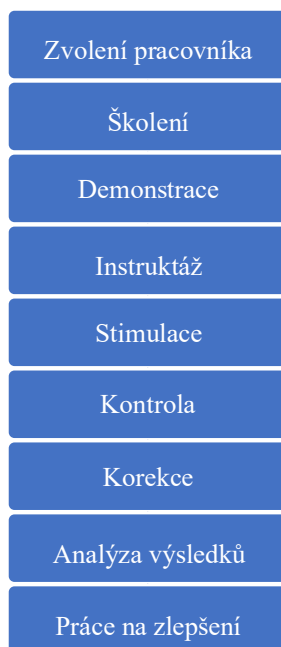 Zvolení pracovníka
Školení
Demonstrace
Instruktáž
Stimulace
Kontrola
Korekce
Analýza výsledků
Práce na zlepšení